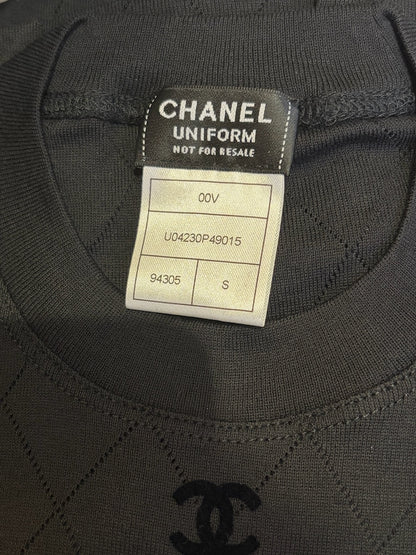 CHANEL
UNIFORM
NOT FOR RESALE
00V
U04230P49015
94305 S